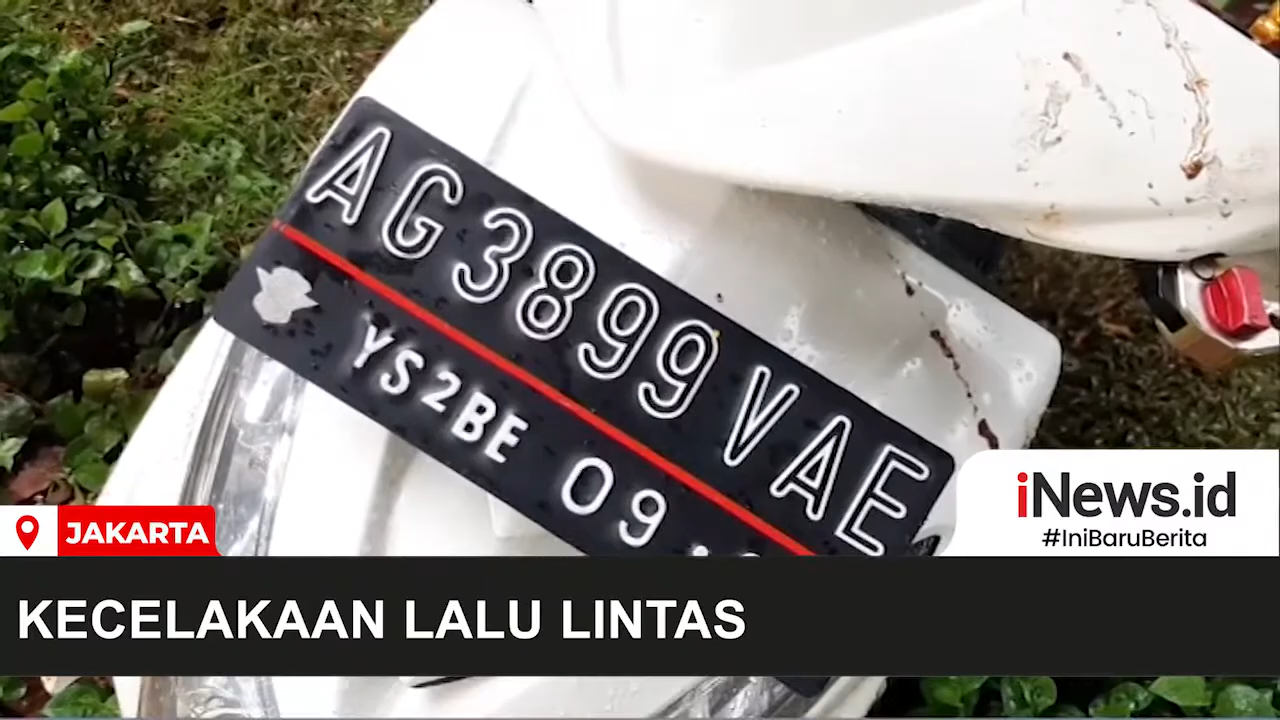 AG 3899 VAE
YS2BE 09
JAKARTA
iNews.id
#IniBaruBerita
KECELAKAAN LALU LINTAS